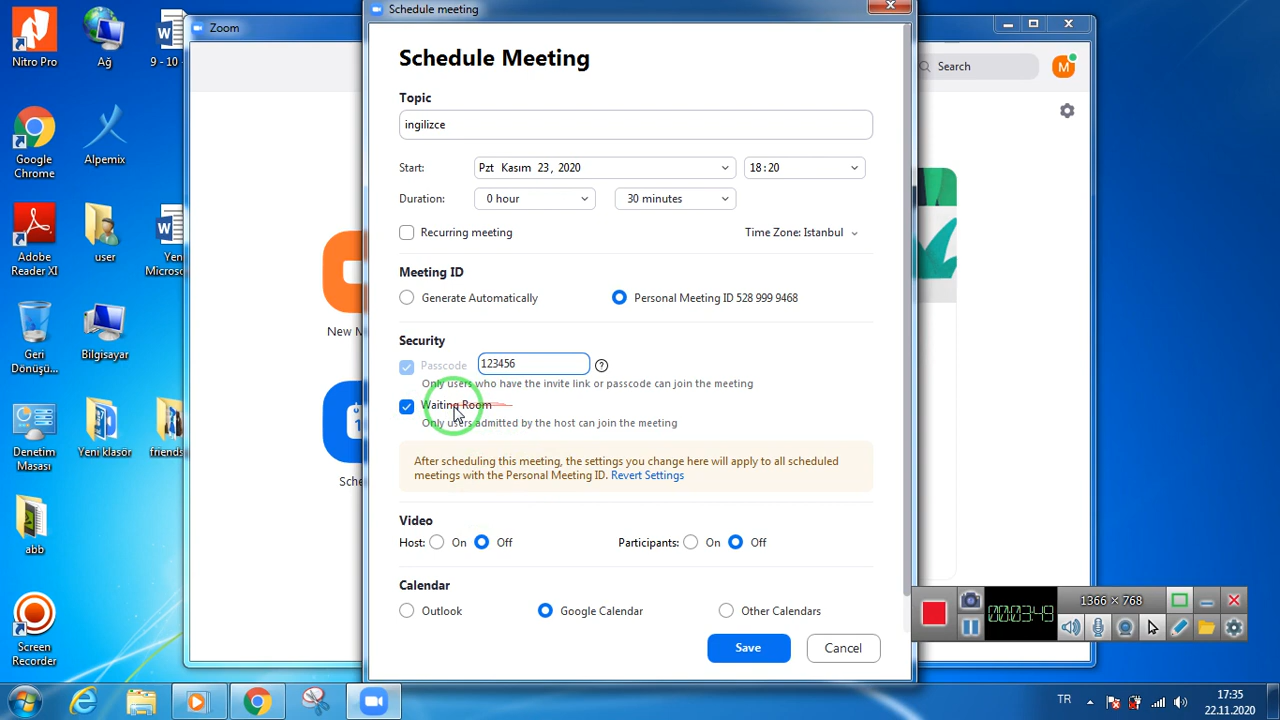 Schedule meeting
Zoom
Nitro Pro
Ağ
9 - 10 -
Schedule Meeting
Search
M
Topic
ingilizce
Start:
Pzt Kasım 23, 2020
18:20
Google Chrome
Alpemix
Duration:
0 hour
30 minutes
Recurring meeting
Time Zone: Istanbul
Adobe Reader XI
user
Yen
Microso
Meeting ID
Generate Automatically
Personal Meeting ID 528 999 9468
New M
Security
Passcode
123456
?
Only users who have the invite link or passcode can join the meeting
Geri Dönüşü...
Bilgisayar
Waiting Room
Only users admitted by the host can join the meeting
Denetim Masası
Yeni klasör
friends
1
Sche
After scheduling this meeting, the settings you change here will apply to all scheduled
meetings with the Personal Meeting ID. Revert Settings
Video
Host:
On
Off
Participants:
On
Off
abb
Calendar
Outlook
Google Calendar
Other Calendars
Screen Recorder
Save
Cancel
00:03:49
1366 × 768
TR
17:35
22.11.2020